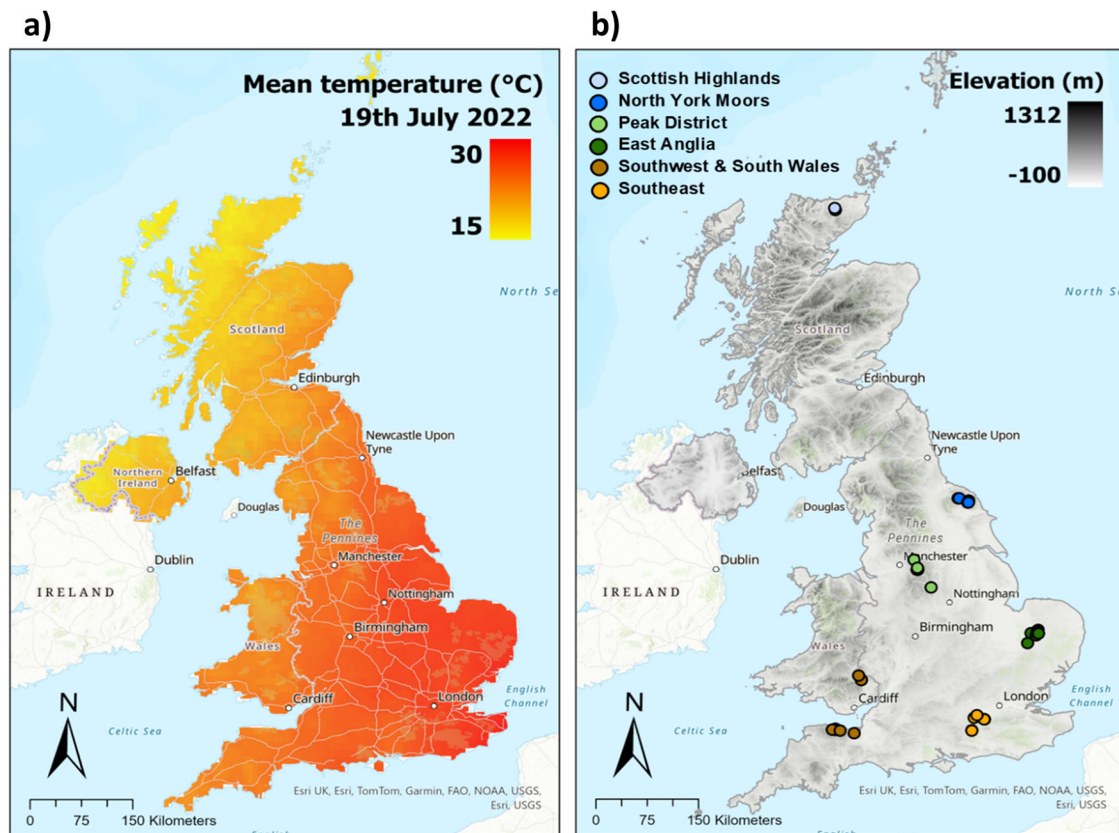 a)
Mean temperature (°C)
19th July 2022
30
15
North Se
Scotland
Edinburgh
Newcastle Upon
Tyne
Northern
Ireland
Belfast
Douglas
The
Pennines
Manchester
Dublin
IRELAND
Nottingham
Birmingham
Wales
N
Cardiff
London
English
Channel
Celtic Sea
Esri UK, Esri, TomTom, Garmin, FAO, NOAA, USGS,
Esri, USGS
0 75 150 Kilometers
English
b)
Scottish Highlands
North York Moors
Peak District
East Anglia
Southwest & South Wales
Southeast
Elevation (m)
1312
-100
North Se
Scotland
Edinburgh
Newcastle Upon
Tyne
elfast
Douglas
The
Pennines
Manchester
Dublin
IRELAND
Nottingham
Birmingham
Wales
N
Cardiff
London
English
Channel
Celtic Sea
Esri UK, Esri, TomTom, Garmin, FAO, NOAA, USGS,
Esri, USGS
0 75 150 Kilometers
English